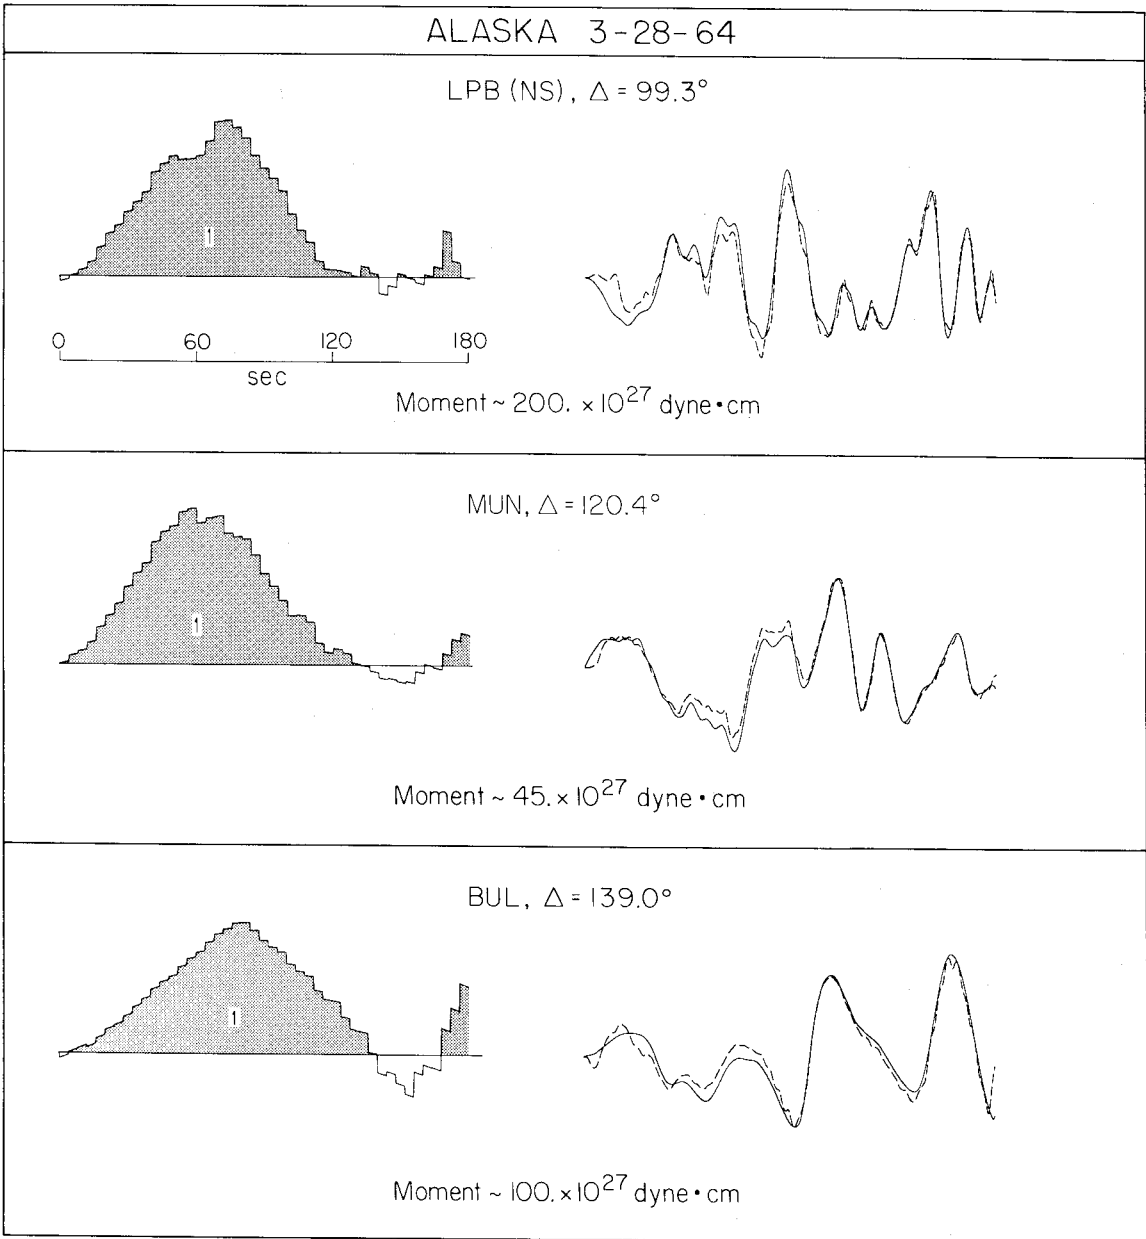 ALASKA 3-28-64
LPB (NS), Δ = 99.3°
1
0 60 120 180
sec
Moment ~ 200. × 10²⁷ dyne•cm
MUN, Δ = 120.4°
1
Moment ~ 45. × 10²⁷ dyne•cm
BUL, Δ = 139.0°
1
Moment ~ 100. × 10²⁷ dyne•cm